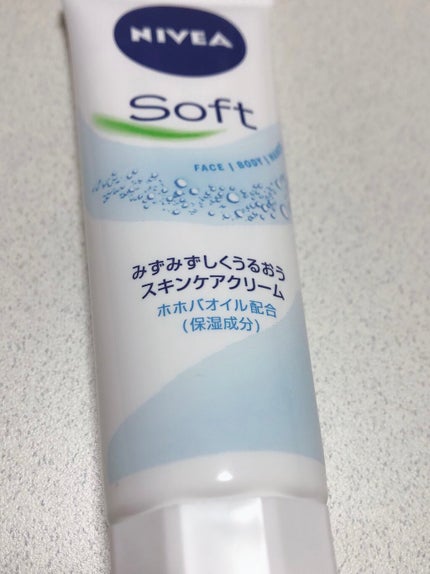 NIVEA
Soft
FACE | BODY | HANDS
みずみずしくうるおう
スキンケアクリーム
ホホバオイル配合
(保湿成分)